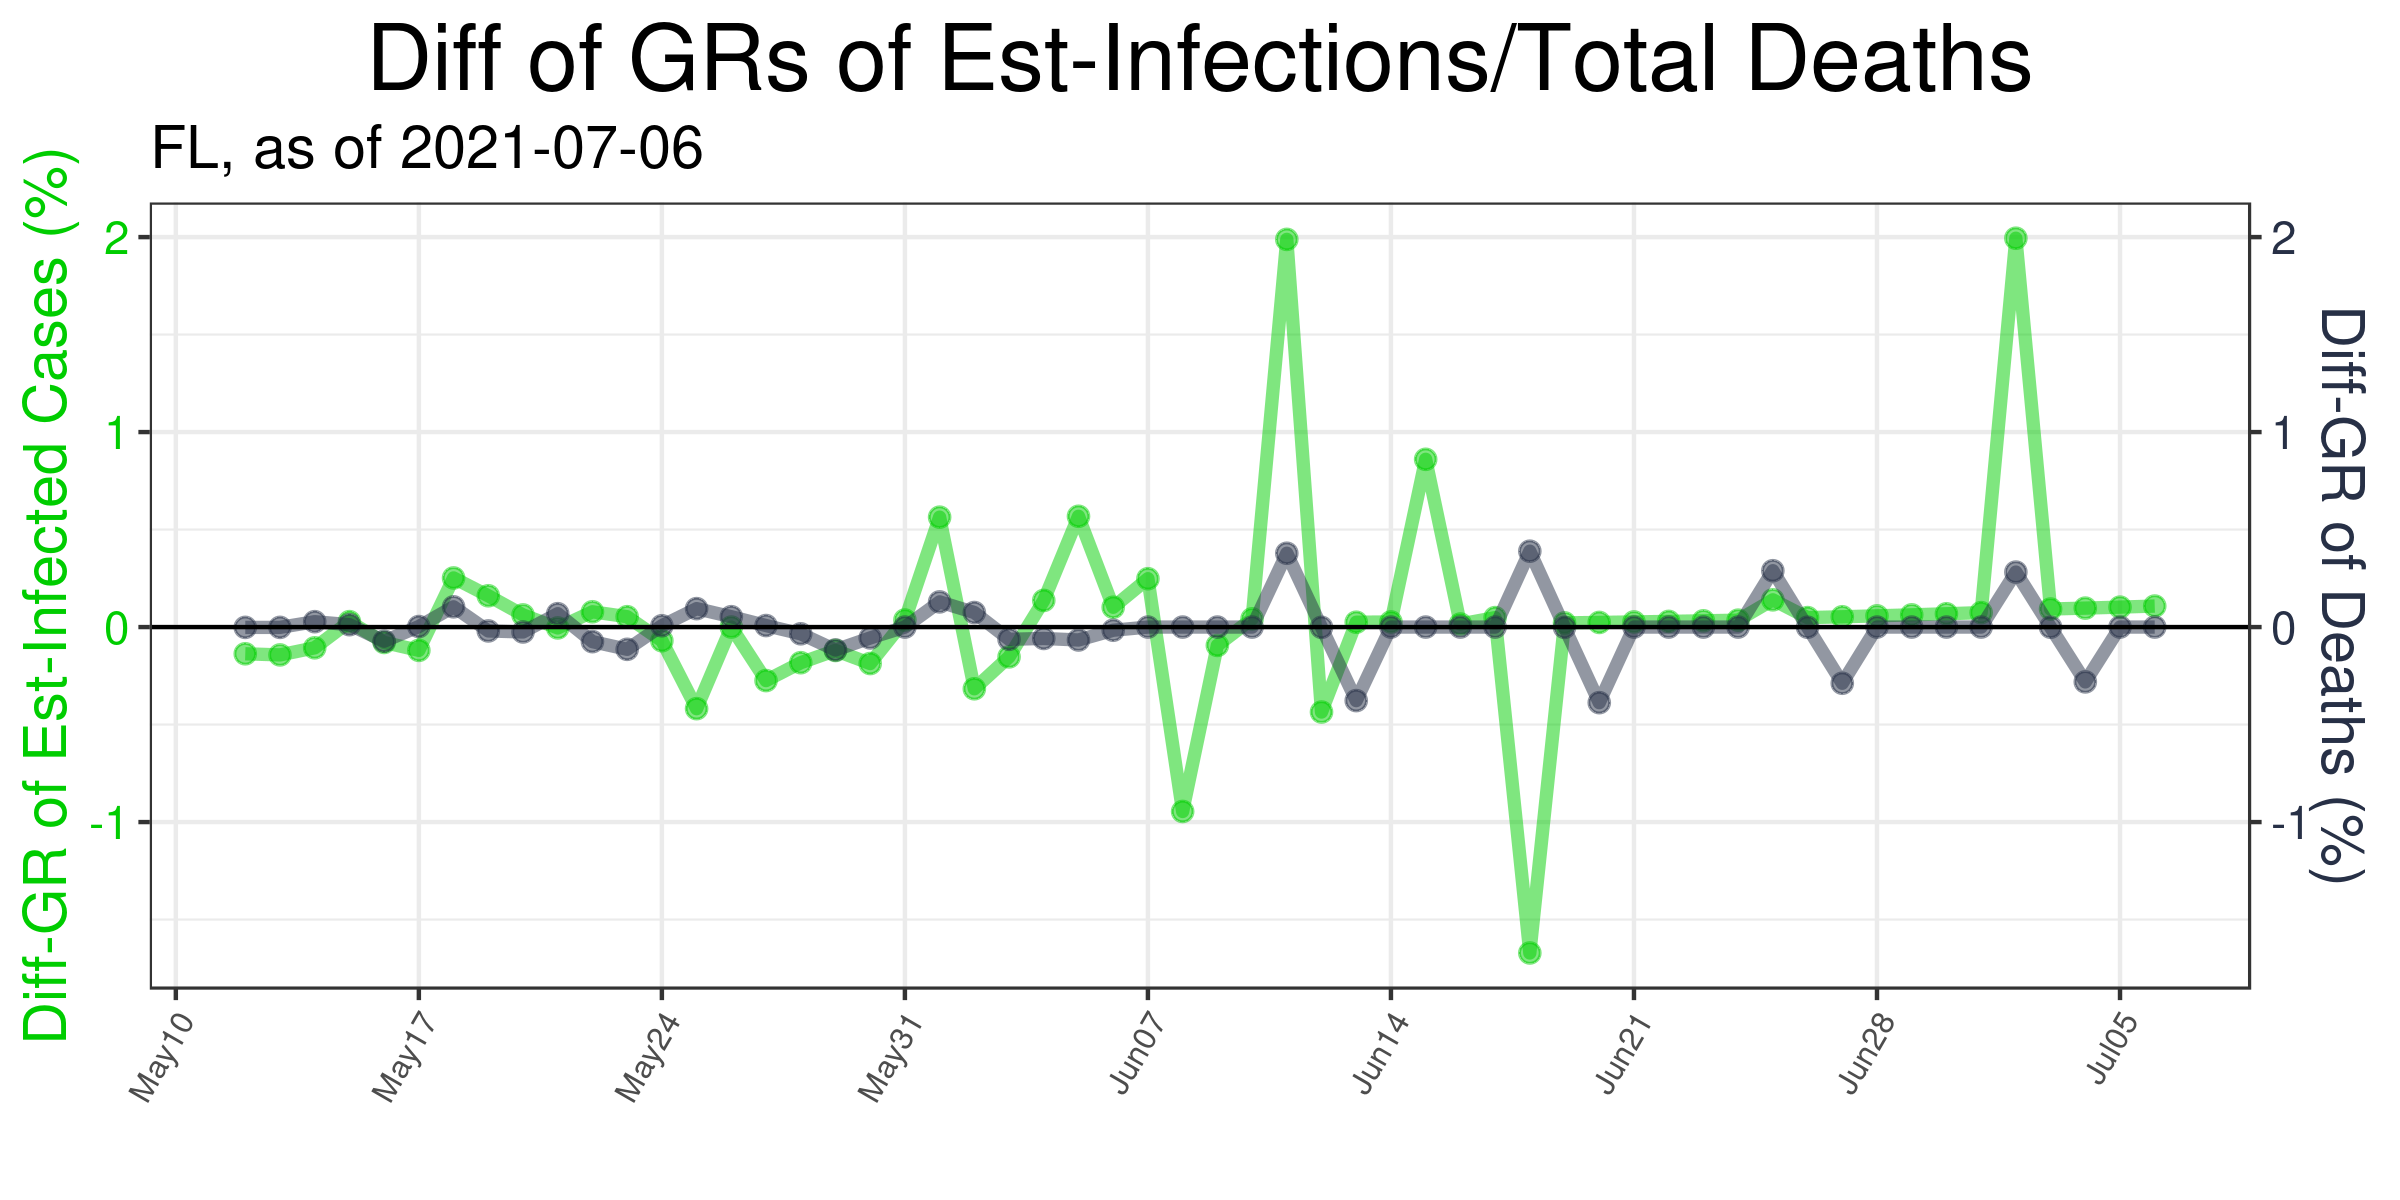 Diff of GRs of Est-Infections/Total Deaths
FL, as of 2021-07-06
Diff-GR of Est-Infected Cases (%)
2
1
0
-1
2
1
0
-1
Diff-GR of Deaths (%)
May10
May17
May24
May31
Jun07
Jun14
Jun21
Jun28
Jul05